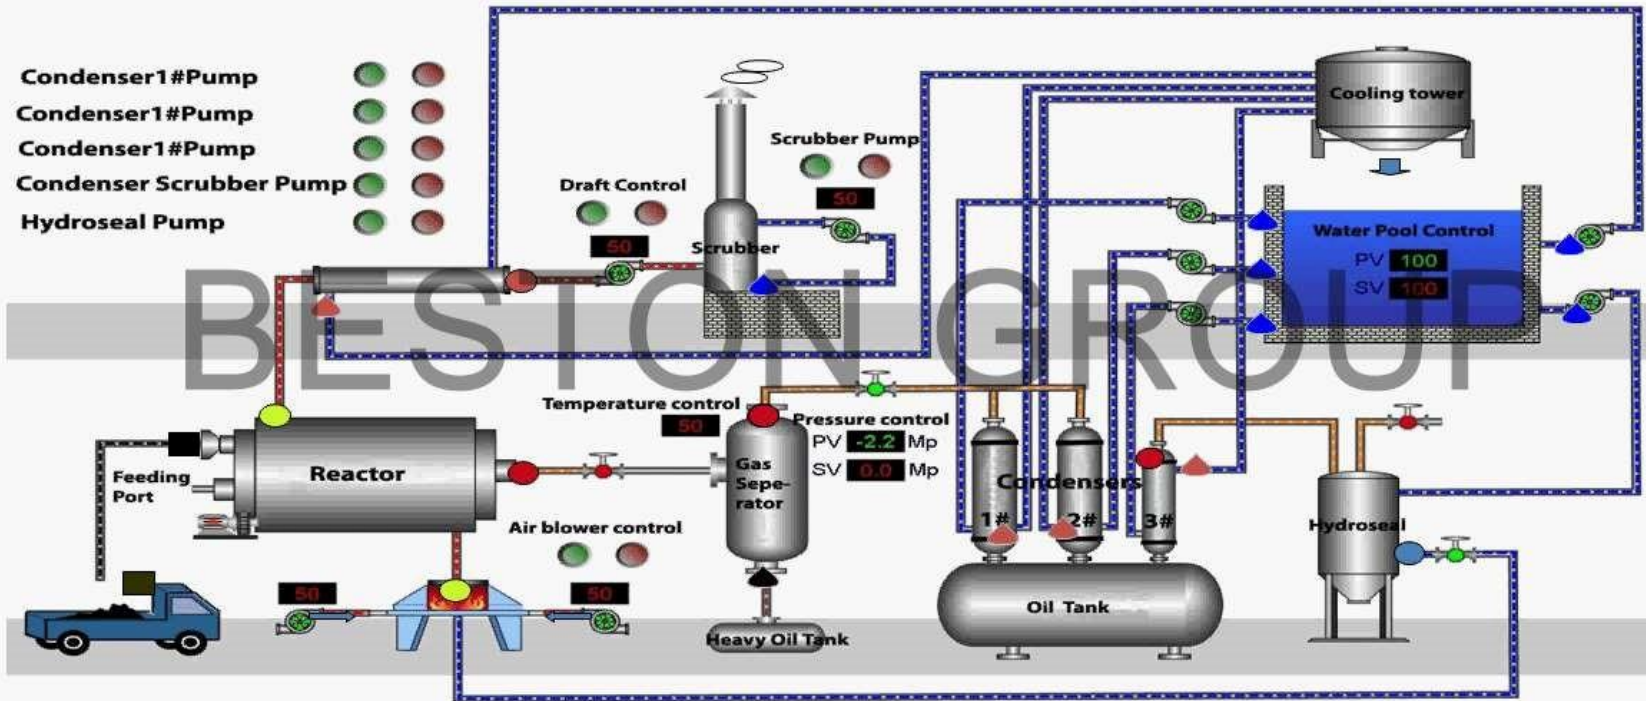 Condenser1#Pump
Condenser1#Pump
Condenser1#Pump
Condenser Scrubber Pump
Hydroseal Pump
Draft Control
50
Scrubber
Scrubber Pump
50
Cooling tower
Water Pool Control
PV 100
SV 100
BESTON GROUP
Temperature control
50
Pressure control
PV -2.2 Mp
SV 0.0 Mp
Feeding
Port
Reactor
Gas
Sepe-
rator
Condensers
1# 2# 3#
Hydroseal
Air blower control
50 50
Oil Tank
Heavy Oil Tank